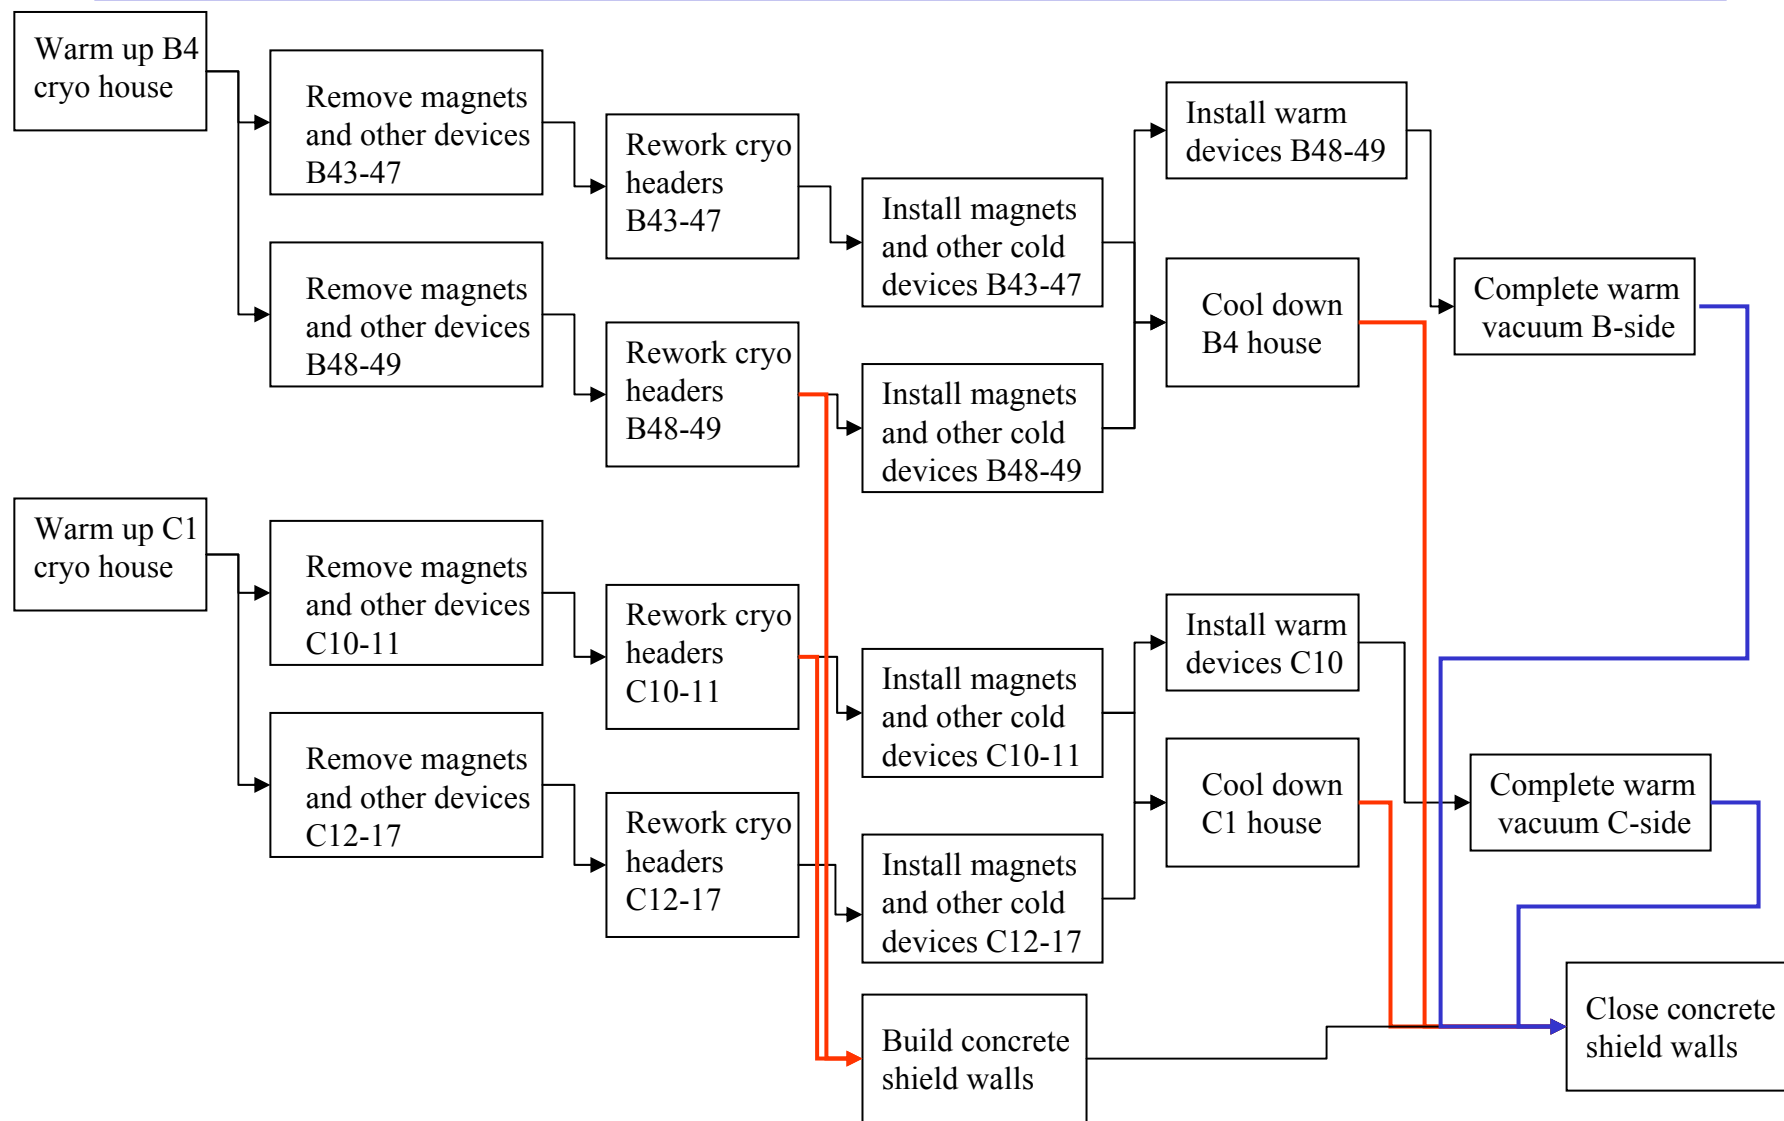 Warm up B4
cryo house
Remove magnets
and other devices
B43-47
Rework cryo
headers
B43-47
Install magnets
and other cold
devices B43-47
Install warm
devices B48-49
Remove magnets
and other devices
B48-49
Rework cryo
headers
B48-49
Install magnets
and other cold
devices B48-49
Cool down
B4 house
Complete warm
vacuum B-side
Warm up C1
cryo house
Remove magnets
and other devices
C10-11
Rework cryo
headers
C10-11
Install magnets
and other cold
devices C10-11
Install warm
devices C10
Remove magnets
and other devices
C12-17
Rework cryo
headers
C12-17
Install magnets
and other cold
devices C12-17
Cool down
C1 house
Complete warm
vacuum C-side
Build concrete
shield walls
Close concrete
shield walls